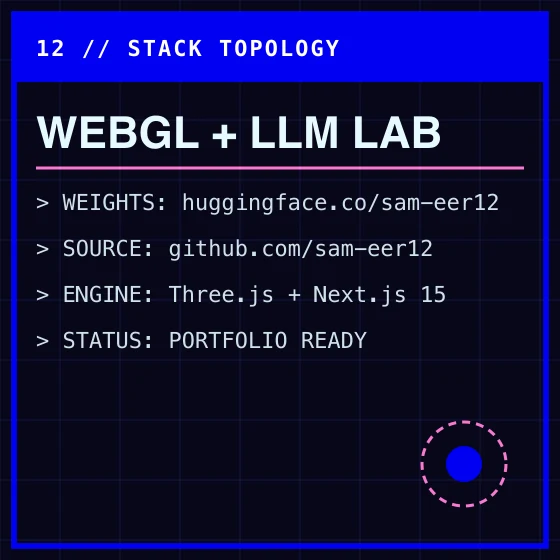 12 // STACK TOPOLOGY
WEBGL + LLM LAB
> WEIGHTS: huggingface.co/sam-eer12
> SOURCE: github.com/sam-eer12
> ENGINE: Three.js + Next.js 15
> STATUS: PORTFOLIO READY